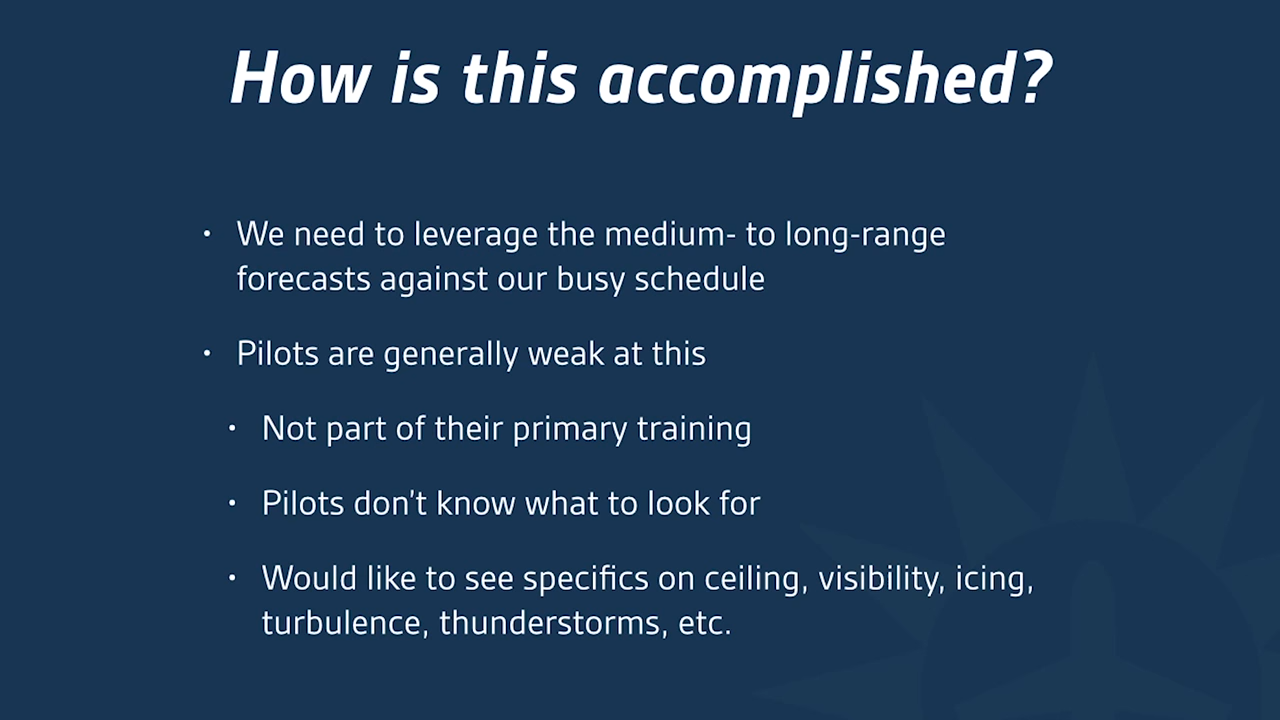 How is this accomplished?
• We need to leverage the medium- to long-range
forecasts against our busy schedule
• Pilots are generally weak at this
• Not part of their primary training
• Pilots don’t know what to look for
• Would like to see specifics on ceiling, visibility, icing,
turbulence, thunderstorms, etc.